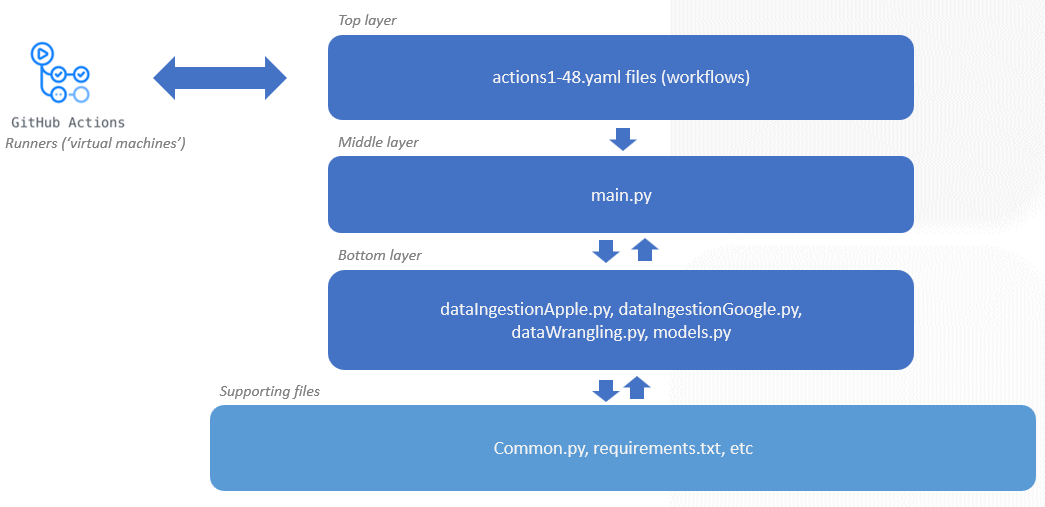 Top layer
actions1-48.yaml files (workflows)
GitHub Actions
Runners (‘virtual machines’)
Middle layer
main.py
Bottom layer
dataIngestionApple.py, dataIngestionGoogle.py,
dataWrangling.py, models.py
Supporting files
Common.py, requirements.txt, etc